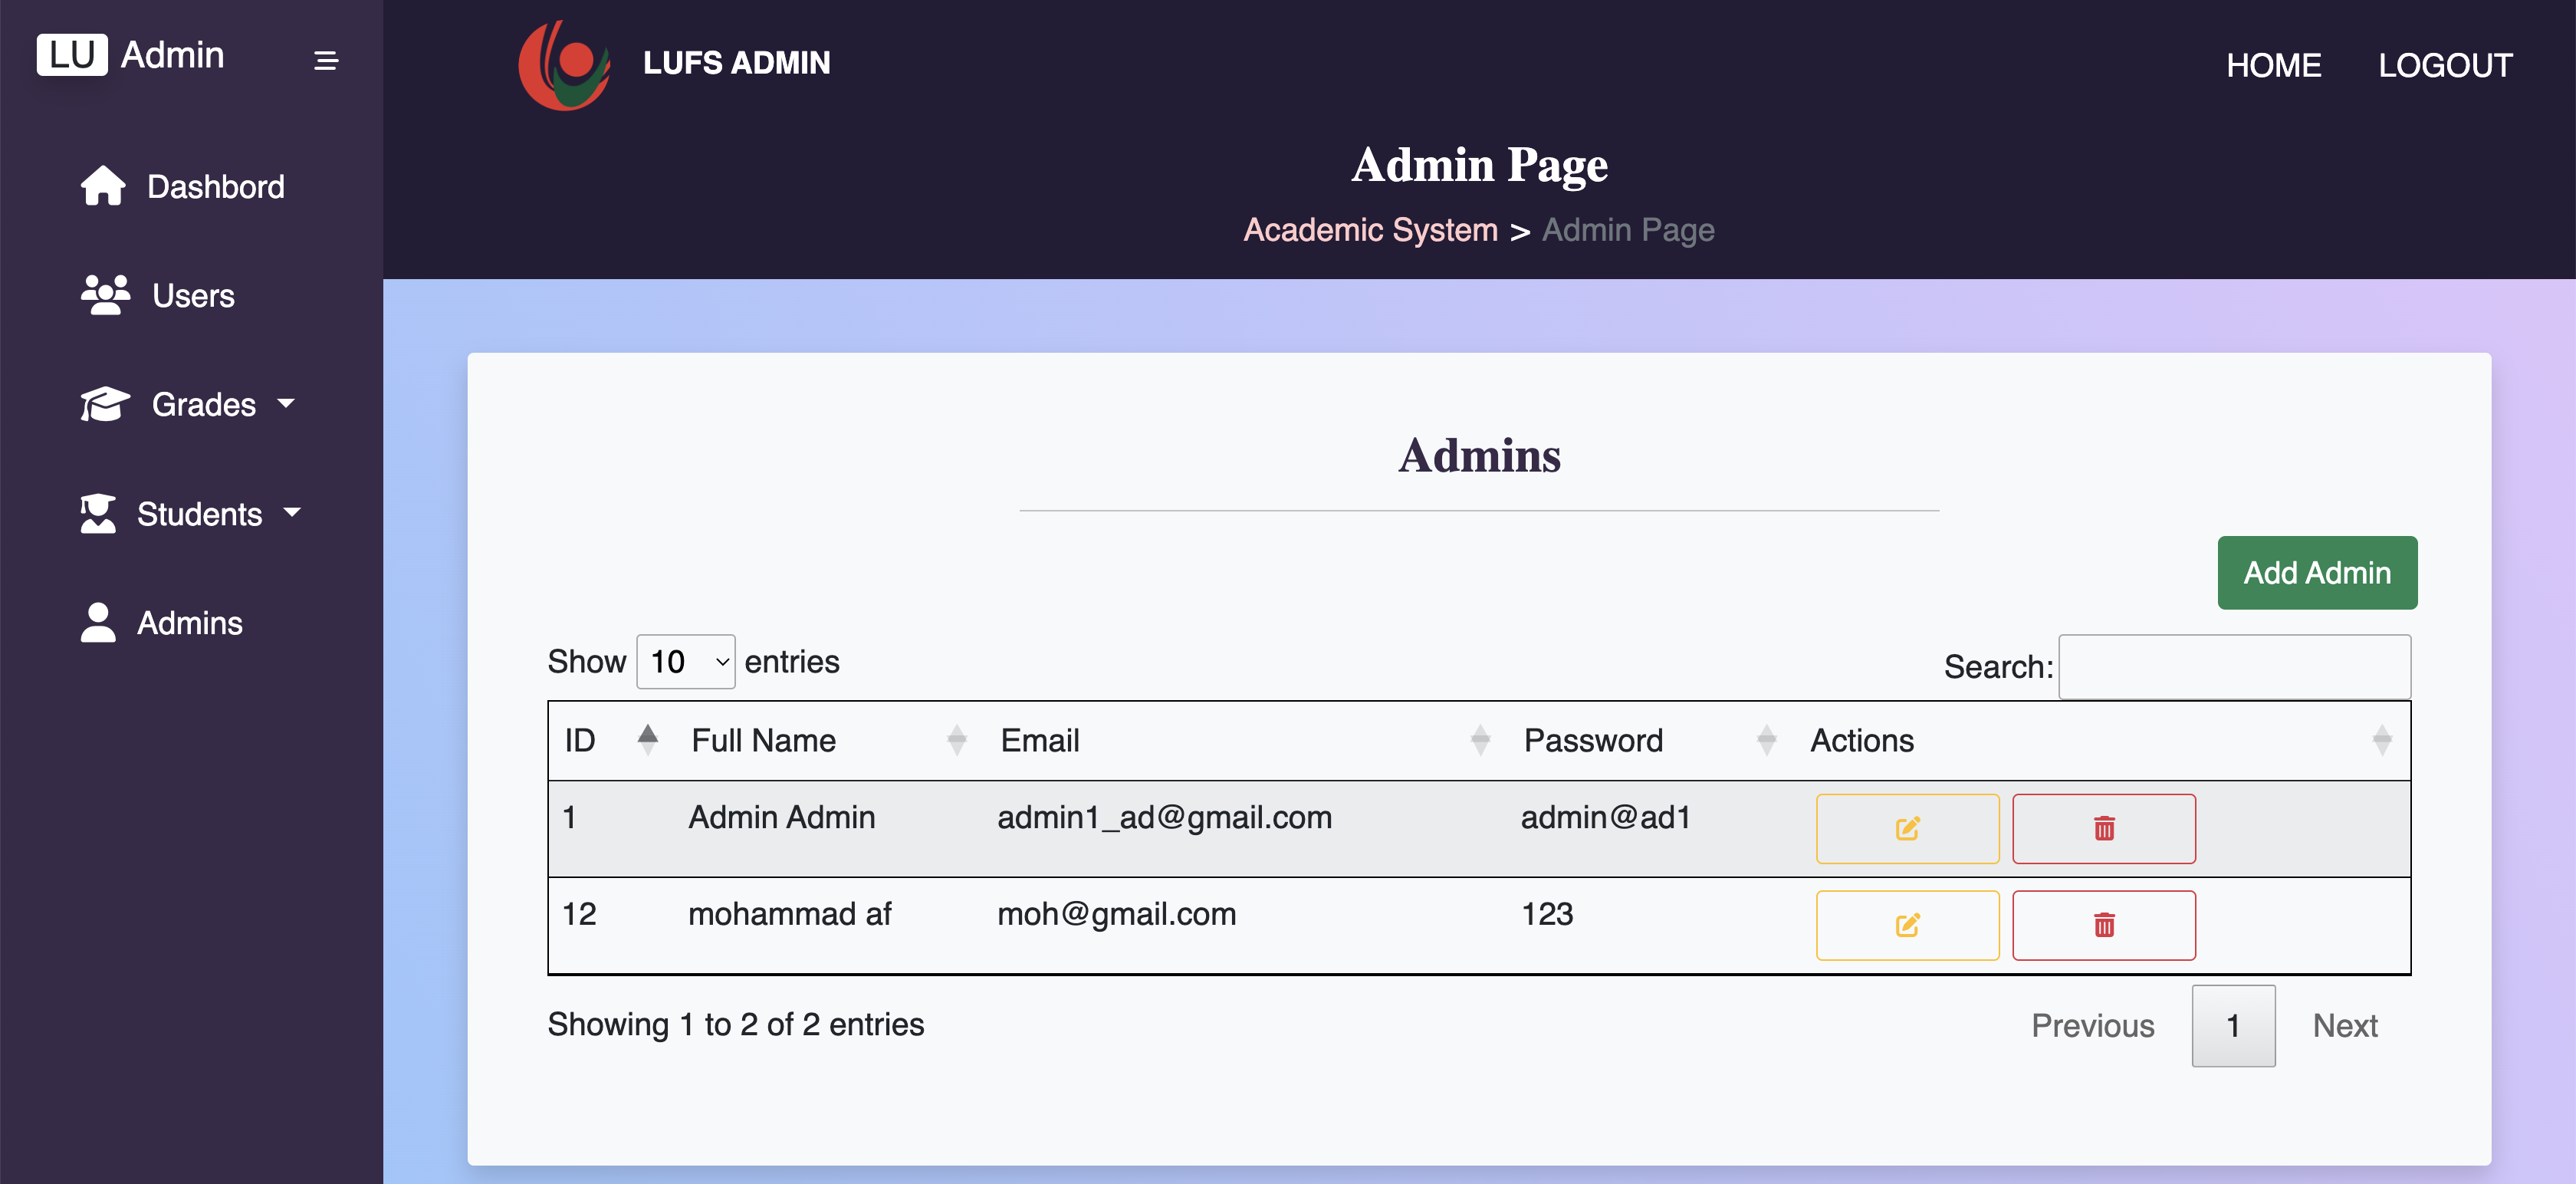 LU Admin
Dashbord
Users
Grades
Students
Admins
LUFS ADMIN
HOME LOGOUT
Admin Page
Academic System > Admin Page
Admins
Add Admin
Show 10 entries Search:
ID Full Name Email Password Actions
1 Admin Admin admin1_ad@gmail.com admin@ad1
12 mohammad af moh@gmail.com 123
Showing 1 to 2 of 2 entries Previous 1 Next